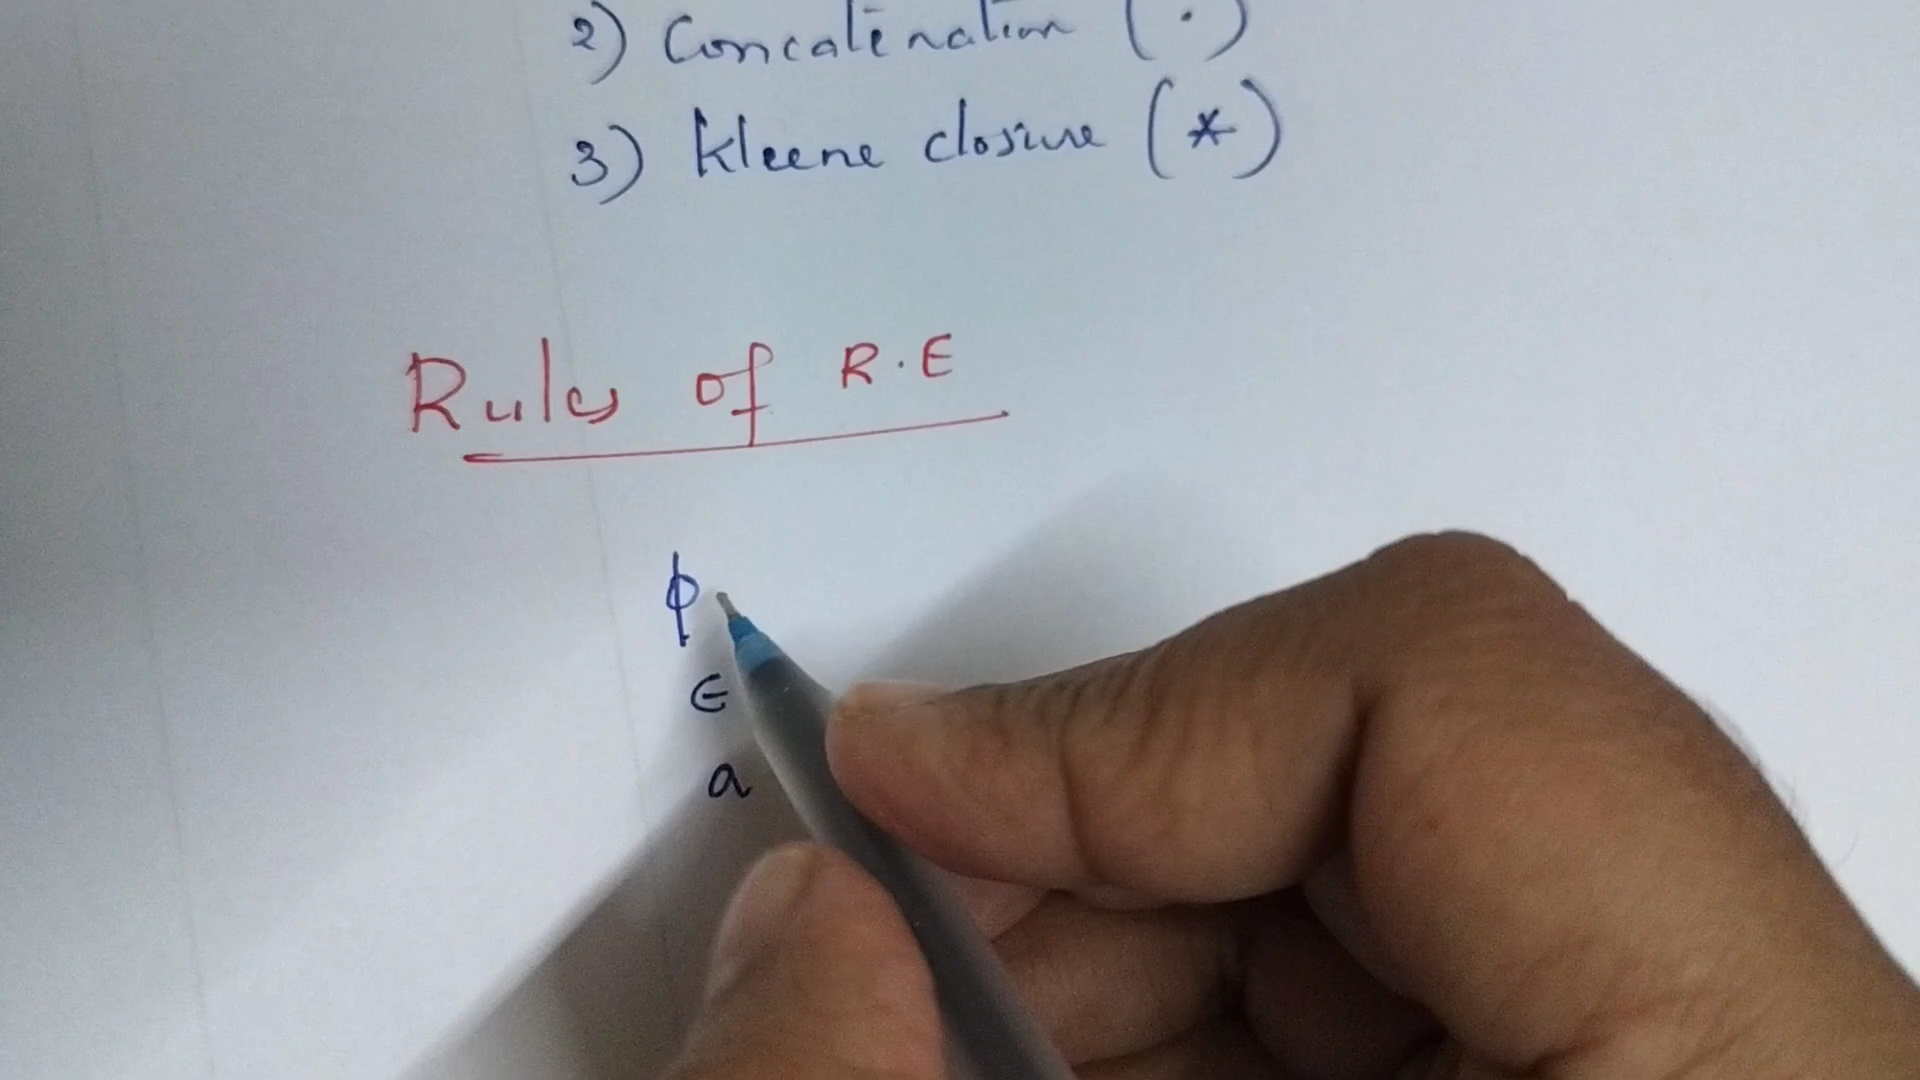 2) Concatenation (.)
3) Kleene closure (*)
Rules of R.E
ϕ
∈
a